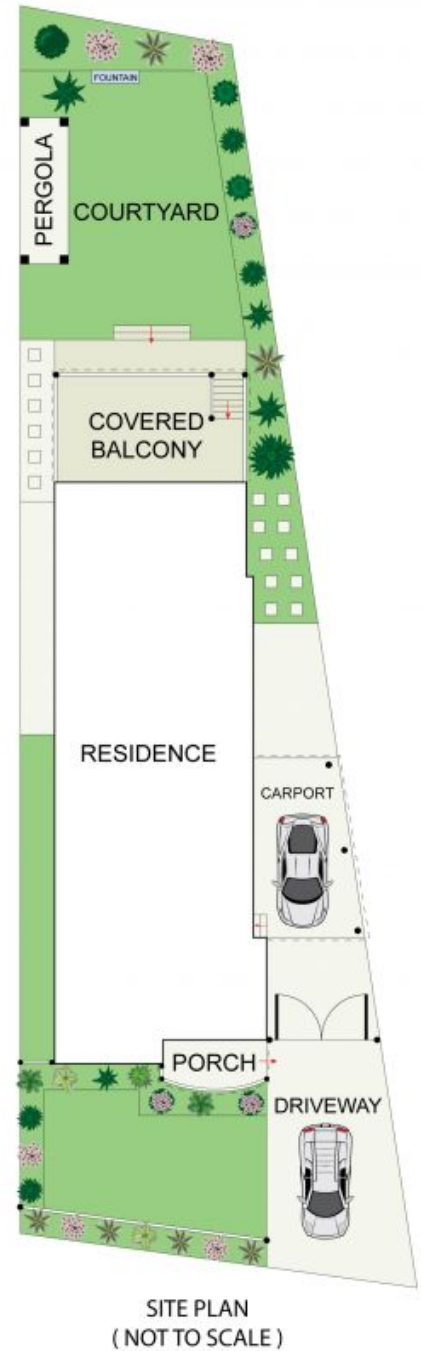 FOUNTAIN
PERGOLA
COURTYARD
COVERED
BALCONY
RESIDENCE
CARPORT
PORCH
DRIVEWAY
SITE PLAN
( NOT TO SCALE )